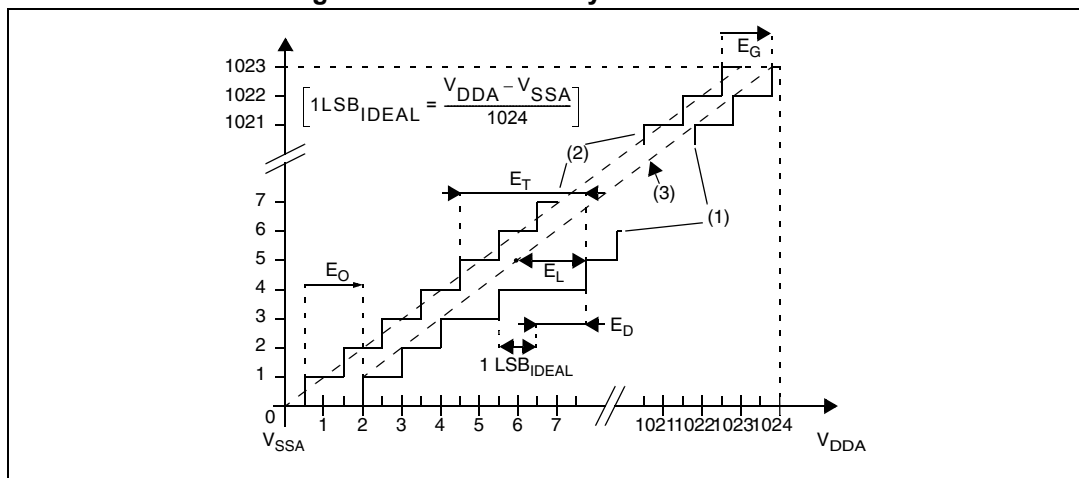 E_G
1023
1022
1021
[1LSB_IDEAL = (V_DDA - V_SSA) / 1024]
(2)
E_T
(3)
(1)
7
6
5
4
3
2
1
0
E_O
E_L
E_D
1 LSB_IDEAL
1 2 3 4 5 6 7 1021 1022 1023 1024
V_SSA
V_DDA